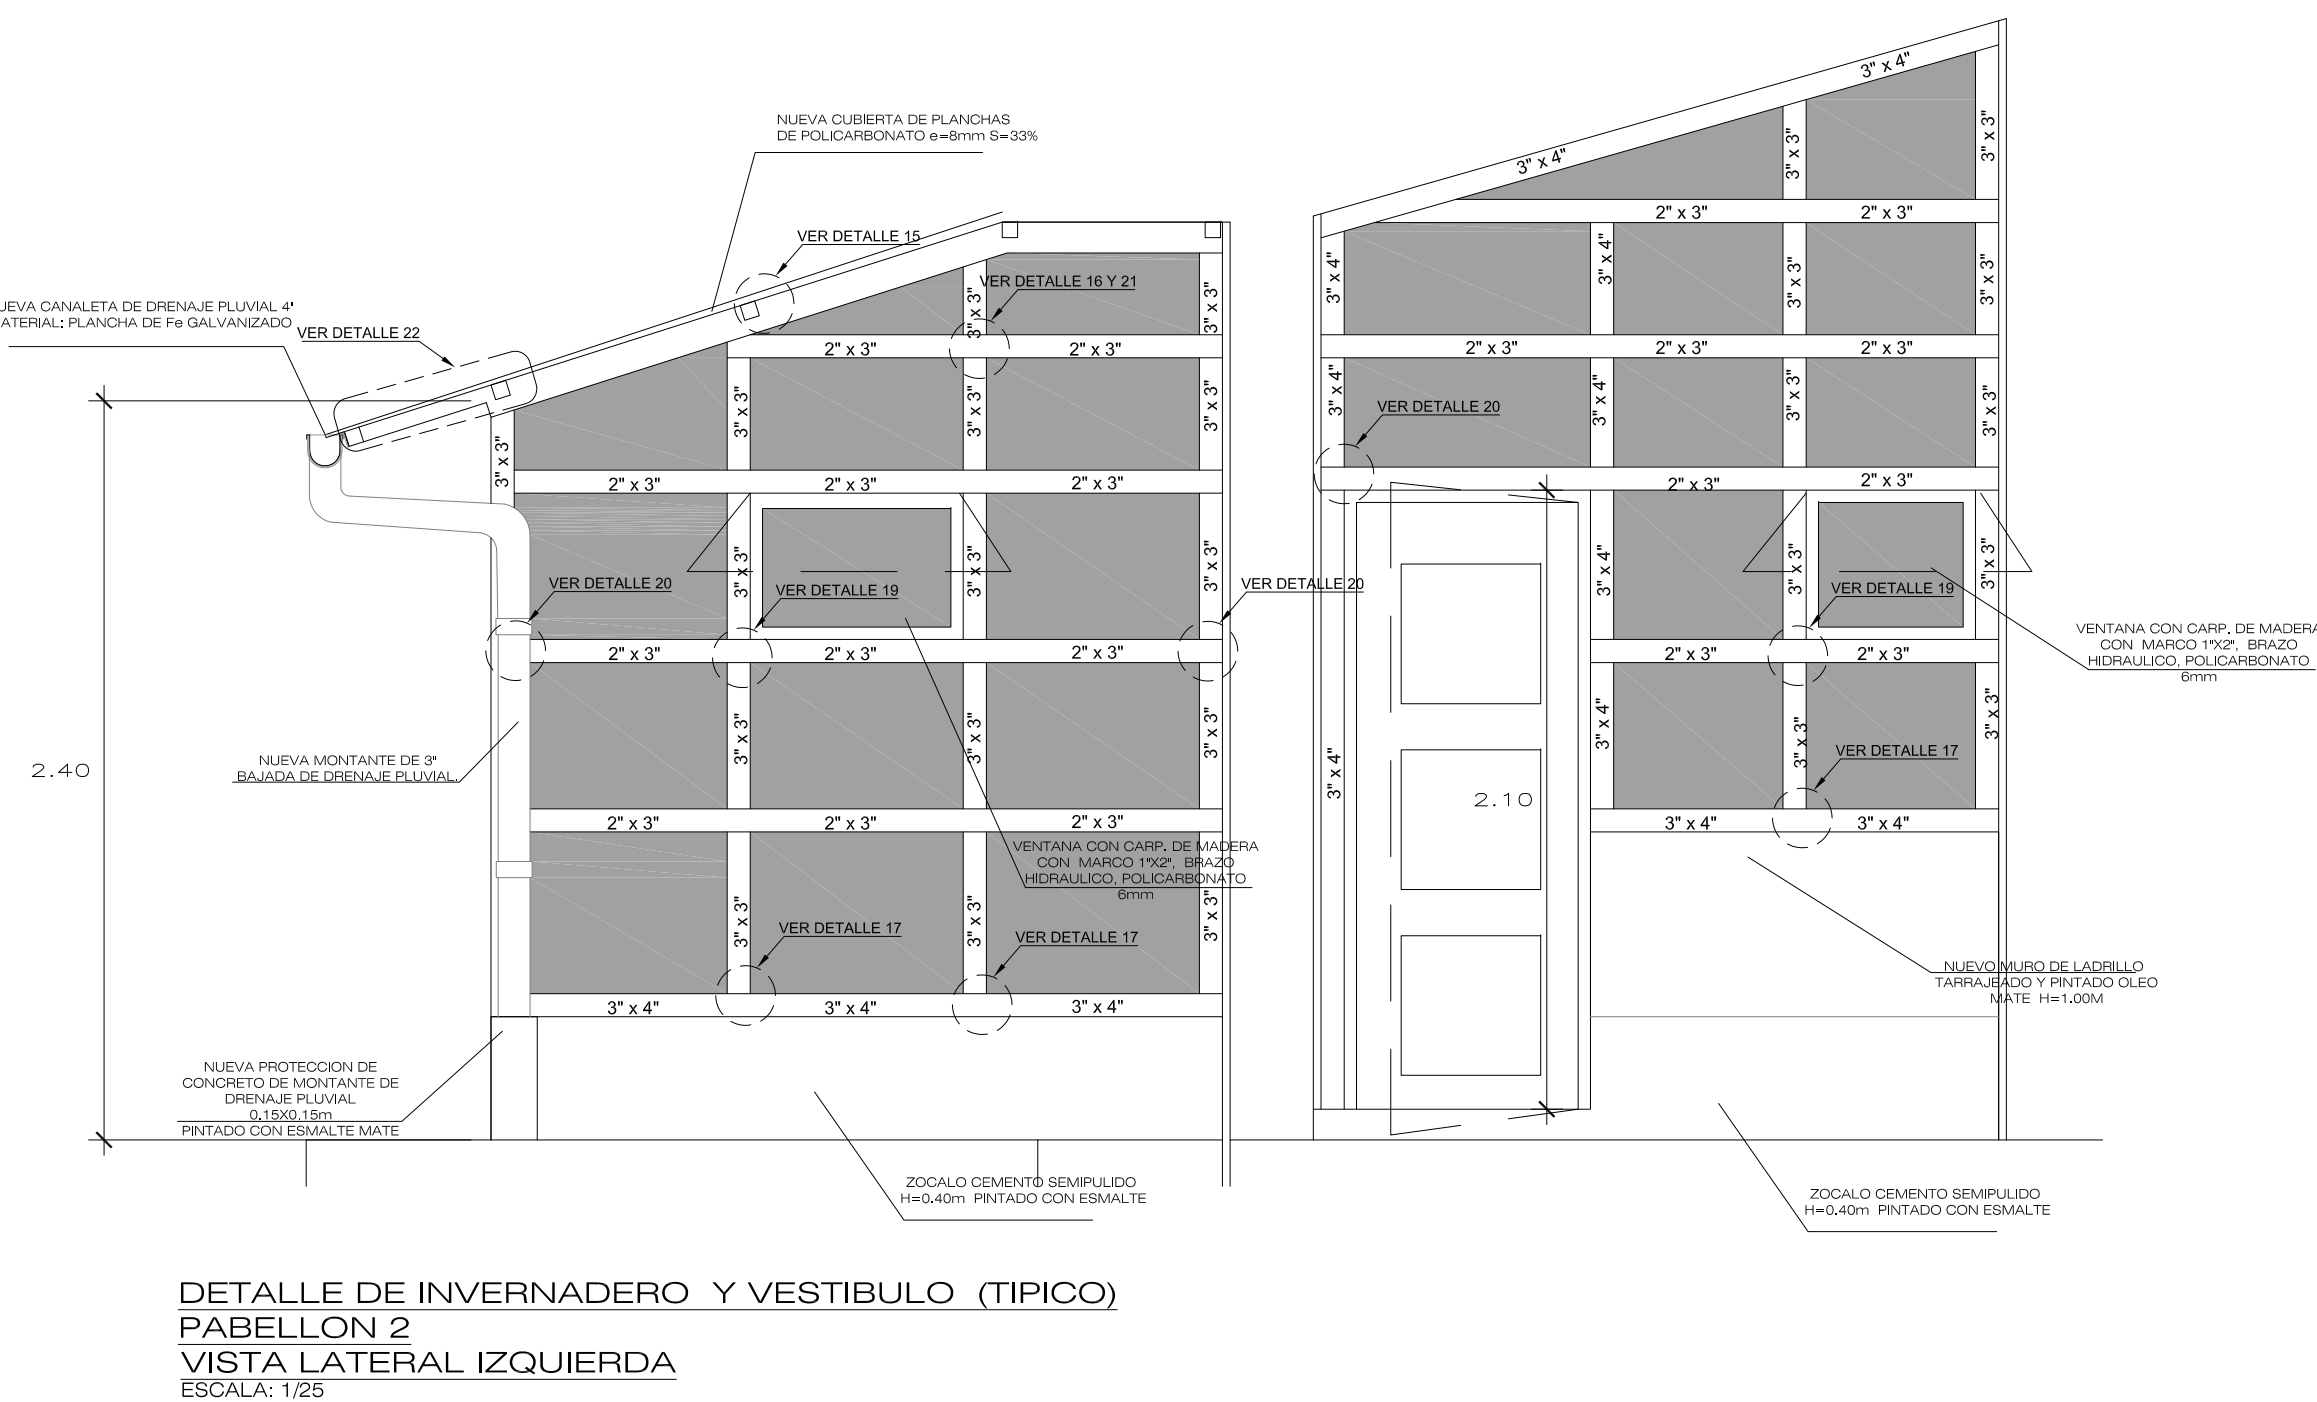 NUEVA CUBIERTA DE PLANCHAS
DE POLICARBONATO e=8mm S=33%
VER DETALLE 15
VER DETALLE 16 Y 21
UEVA CANALETA DE DRENAJE PLUVIAL 4'
ATERIAL: PLANCHA DE Fe GALVANIZADO
VER DETALLE 22
3" x 3"
3" x 3"
2" x 3"
2" x 3"
3" x 3"
3" x 3"
3" x 3"
3" x 3"
2" x 3"
2" x 3"
2" x 3"
3" x 3"
3" x 3"
3" x 3"
VER DETALLE 20
VER DETALLE 19
VER DETALLE 20
2" x 3"
2" x 3"
2" x 3"
3" x 3"
3" x 3"
3" x 3"
NUEVA MONTANTE DE 3"
BAJADA DE DRENAJE PLUVIAL.
2.40
2" x 3"
2" x 3"
2" x 3"
VENTANA CON CARP. DE MADERA
CON MARCO 1"X2", BRAZO
HIDRAULICO, POLICARBONATO
6mm
3" x 3"
3" x 3"
3" x 3"
VER DETALLE 17
VER DETALLE 17
3" x 4"
3" x 4"
3" x 4"
NUEVA PROTECCION DE
CONCRETO DE MONTANTE DE
DRENAJE PLUVIAL
0.15X0.15m
PINTADO CON ESMALTE MATE
ZOCALO CEMENTO SEMIPULIDO
H=0.40m PINTADO CON ESMALTE
3" x 4"
3" x 4"
3" x 3"
3" x 3"
2" x 3"
2" x 3"
3" x 4"
3" x 4"
3" x 3"
3" x 3"
2" x 3"
2" x 3"
2" x 3"
3" x 4"
3" x 4"
3" x 3"
3" x 3"
VER DETALLE 20
2" x 3"
2" x 3"
3" x 4"
3" x 3"
3" x 3"
VER DETALLE 19
VENTANA CON CARP. DE MADERA
CON MARCO 1"X2", BRAZO
HIDRAULICO, POLICARBONATO
6mm
2" x 3"
2" x 3"
3" x 4"
3" x 4"
3" x 3"
3" x 3"
VER DETALLE 17
2.10
3" x 4"
3" x 4"
NUEVO MURO DE LADRILLO
TARRAJEADO Y PINTADO OLEO
MATE H=1.00M
ZOCALO CEMENTO SEMIPULIDO
H=0.40m PINTADO CON ESMALTE
DETALLE DE INVERNADERO Y VESTIBULO (TIPICO)
PABELLON 2
VISTA LATERAL IZQUIERDA
ESCALA: 1/25